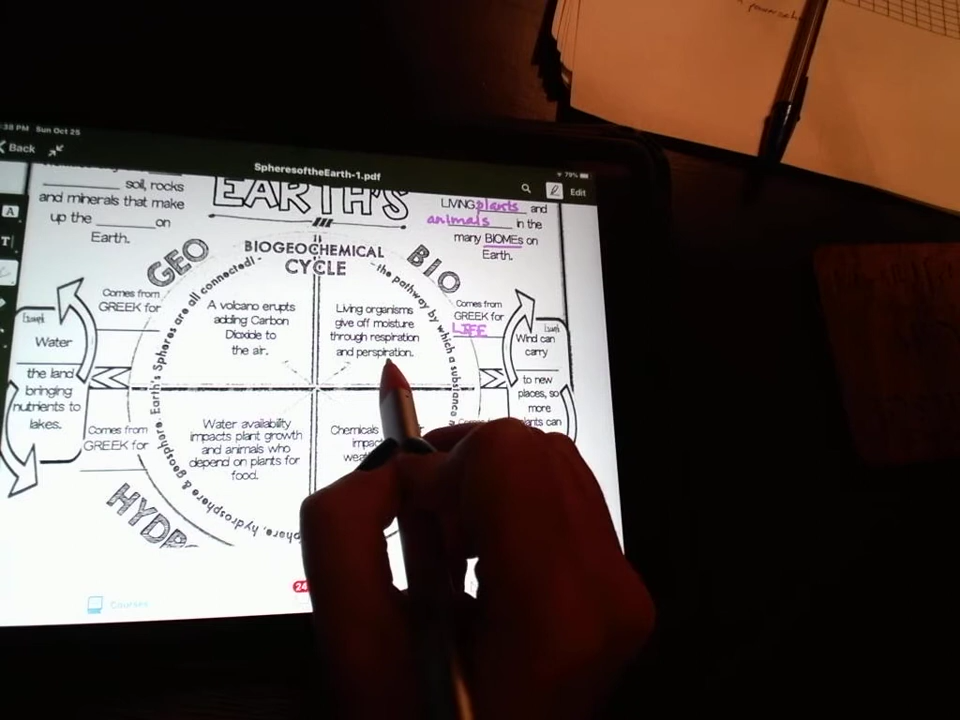 :38 PM Sun Oct 25
Back
SpheresoftheEarth-1.pdf
79%
Edit
A
T
EARTH'S
_______ soil, rocks
and minerals that make
up the _______ on
Earth.
LIVING plants and
animals in the
many BIOMEs on
Earth.
GEO
BIOGEOCHEMICAL
CYCLE
BIO
Earth's Spheres are all connected! -
- the pathway by which a substance
Comes from
GREEK for
Comes from
GREEK for
LIFE
A volcano erupts
adding Carbon
Dioxide to
the air.
Living organisms
give off moisture
through respiration
and perspiration.
Water
the land
bringing
nutrients to
lakes.
Wind can
carry
to new
places, so
more
can
Comes from
GREEK for
Water availability
impacts plant growth
and animals who
depend on plants for
food.
Chemicals
hydrosphere & geosphere.
HYDR
24
Courses